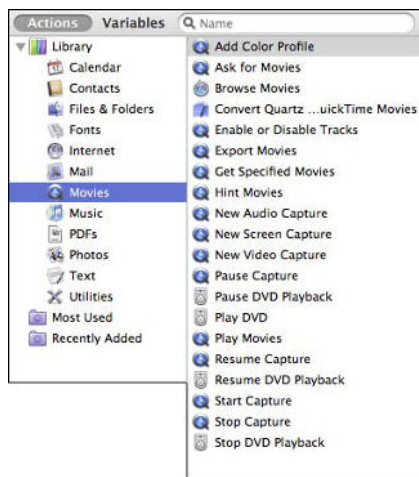 Actions Variables Name
Library
Calendar
Contacts
Files & Folders
Fonts
Internet
Mail
Movies
Music
PDFs
Photos
Text
Utilities
Most Used
Recently Added
Add Color Profile
Ask for Movies
Browse Movies
Convert Quartz ...uickTime Movies
Enable or Disable Tracks
Export Movies
Get Specified Movies
Hint Movies
New Audio Capture
New Screen Capture
New Video Capture
Pause Capture
Pause DVD Playback
Play DVD
Play Movies
Resume Capture
Resume DVD Playback
Start Capture
Stop Capture
Stop DVD Playback